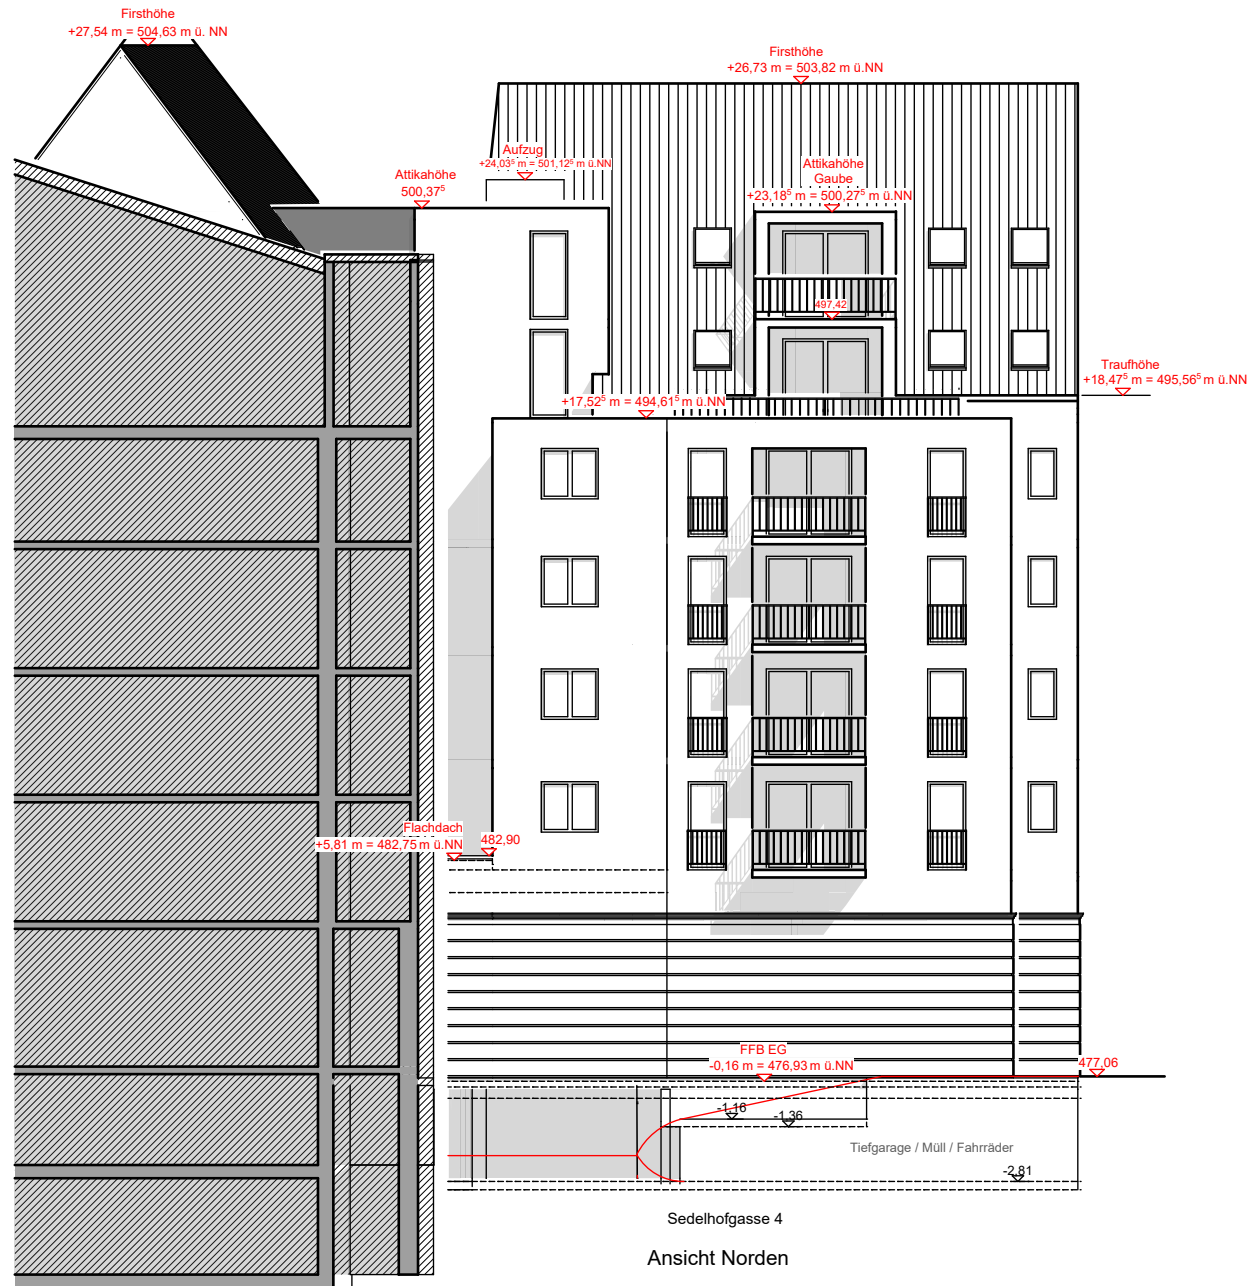 Firsthöhe
+27,54 m = 504,63 m ü. NN
Firsthöhe
+26,73 m = 503,82 m ü.NN
Aufzug
+24,03⁵ m = 501,12⁵ m ü.NN
Attikahöhe
500,37⁵
Attikahöhe
Gaube
+23,18⁵ m = 500,27⁵ m ü.NN
497,42
Traufhöhe
+18,47⁵ m = 495,56⁵ m ü.NN
+17,52⁵ m = 494,61⁵ m ü.NN
Flachdach
+5,81 m = 482,75 m ü.NN
482,90
FFB EG
-0,16 m = 476,93 m ü.NN
477,06
-1,16
-1,36
Tiefgarage / Müll / Fahrräder
-2,81
Sedelhofgasse 4
Ansicht Norden